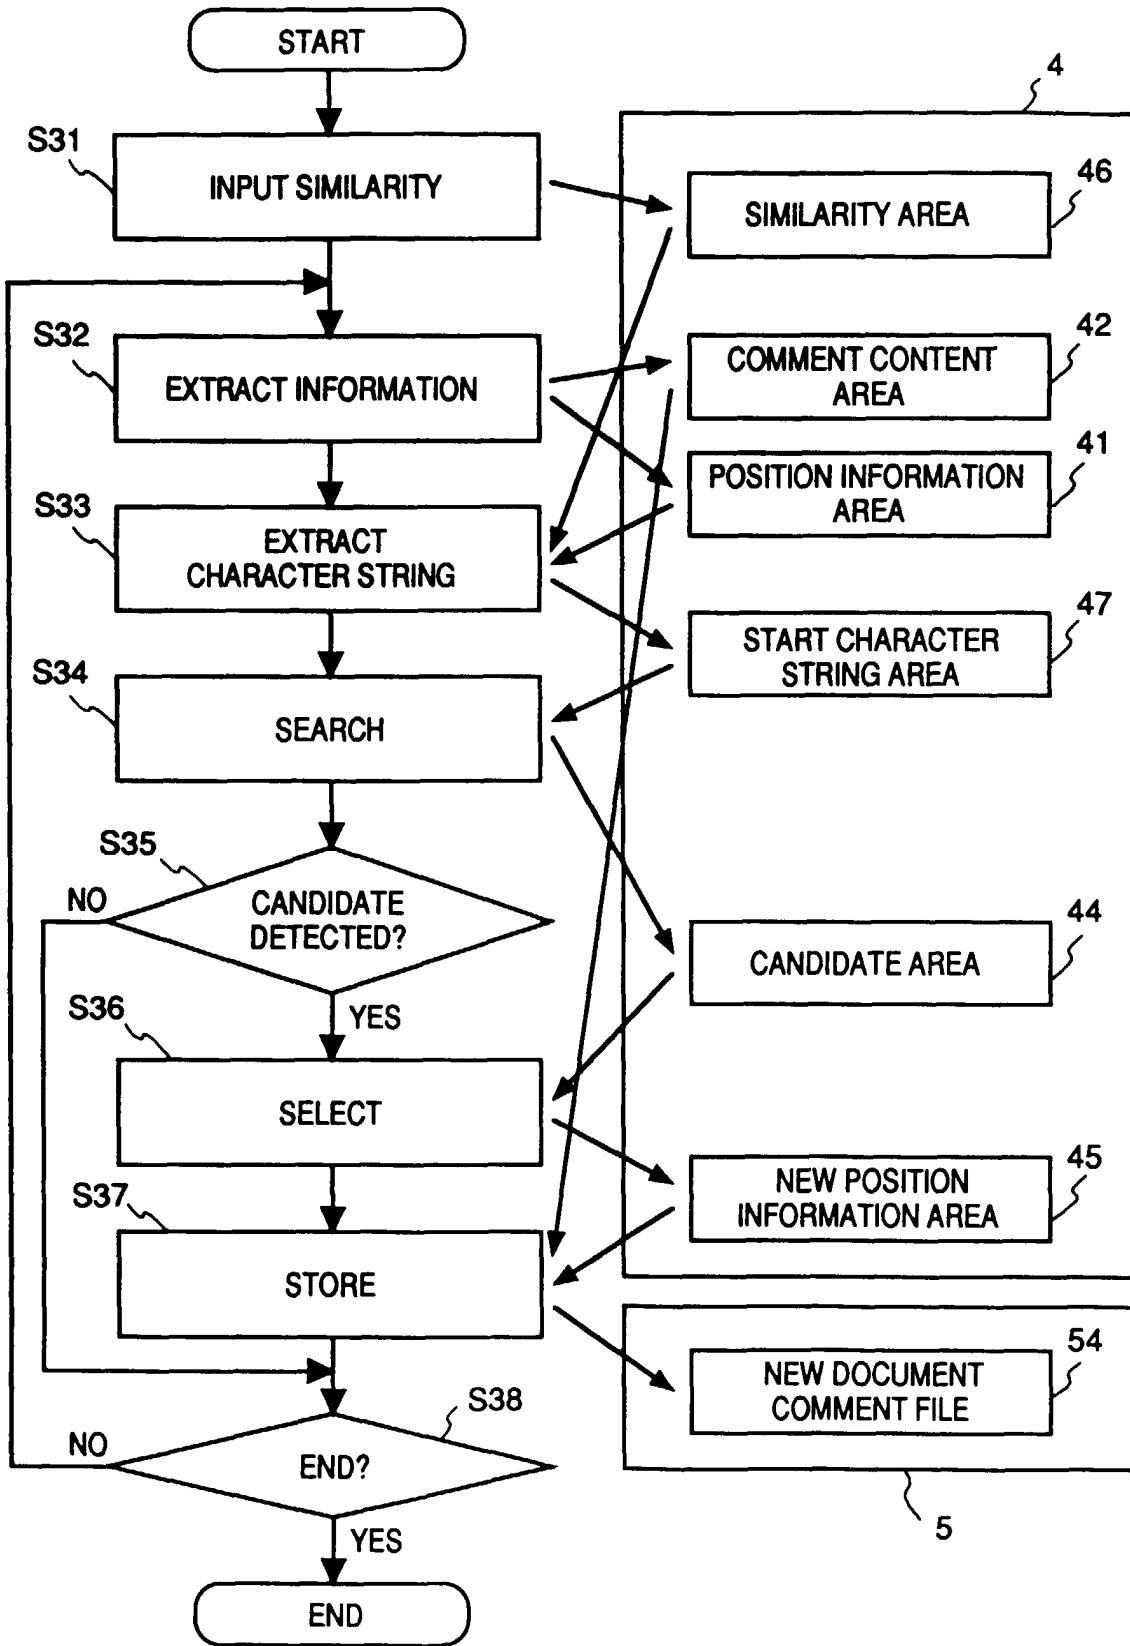 START
4
S31
INPUT SIMILARITY
46
SIMILARITY AREA
S32
EXTRACT INFORMATION
42
COMMENT CONTENT
AREA
41
POSITION INFORMATION
AREA
S33
EXTRACT
CHARACTER STRING
47
START CHARACTER
STRING AREA
S34
SEARCH
S35
NO
CANDIDATE
DETECTED?
YES
44
CANDIDATE AREA
S36
SELECT
45
NEW POSITION
INFORMATION AREA
S37
STORE
54
NEW DOCUMENT
COMMENT FILE
S38
NO
END?
YES
5
END